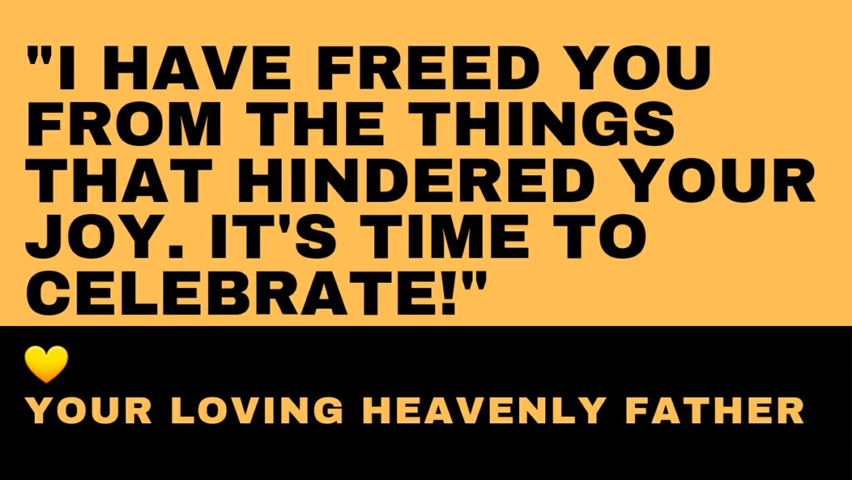 "I HAVE FREED YOU
FROM THE THINGS
THAT HINDERED YOUR
JOY. IT'S TIME TO
CELEBRATE!"
💛
YOUR LOVING HEAVENLY FATHER